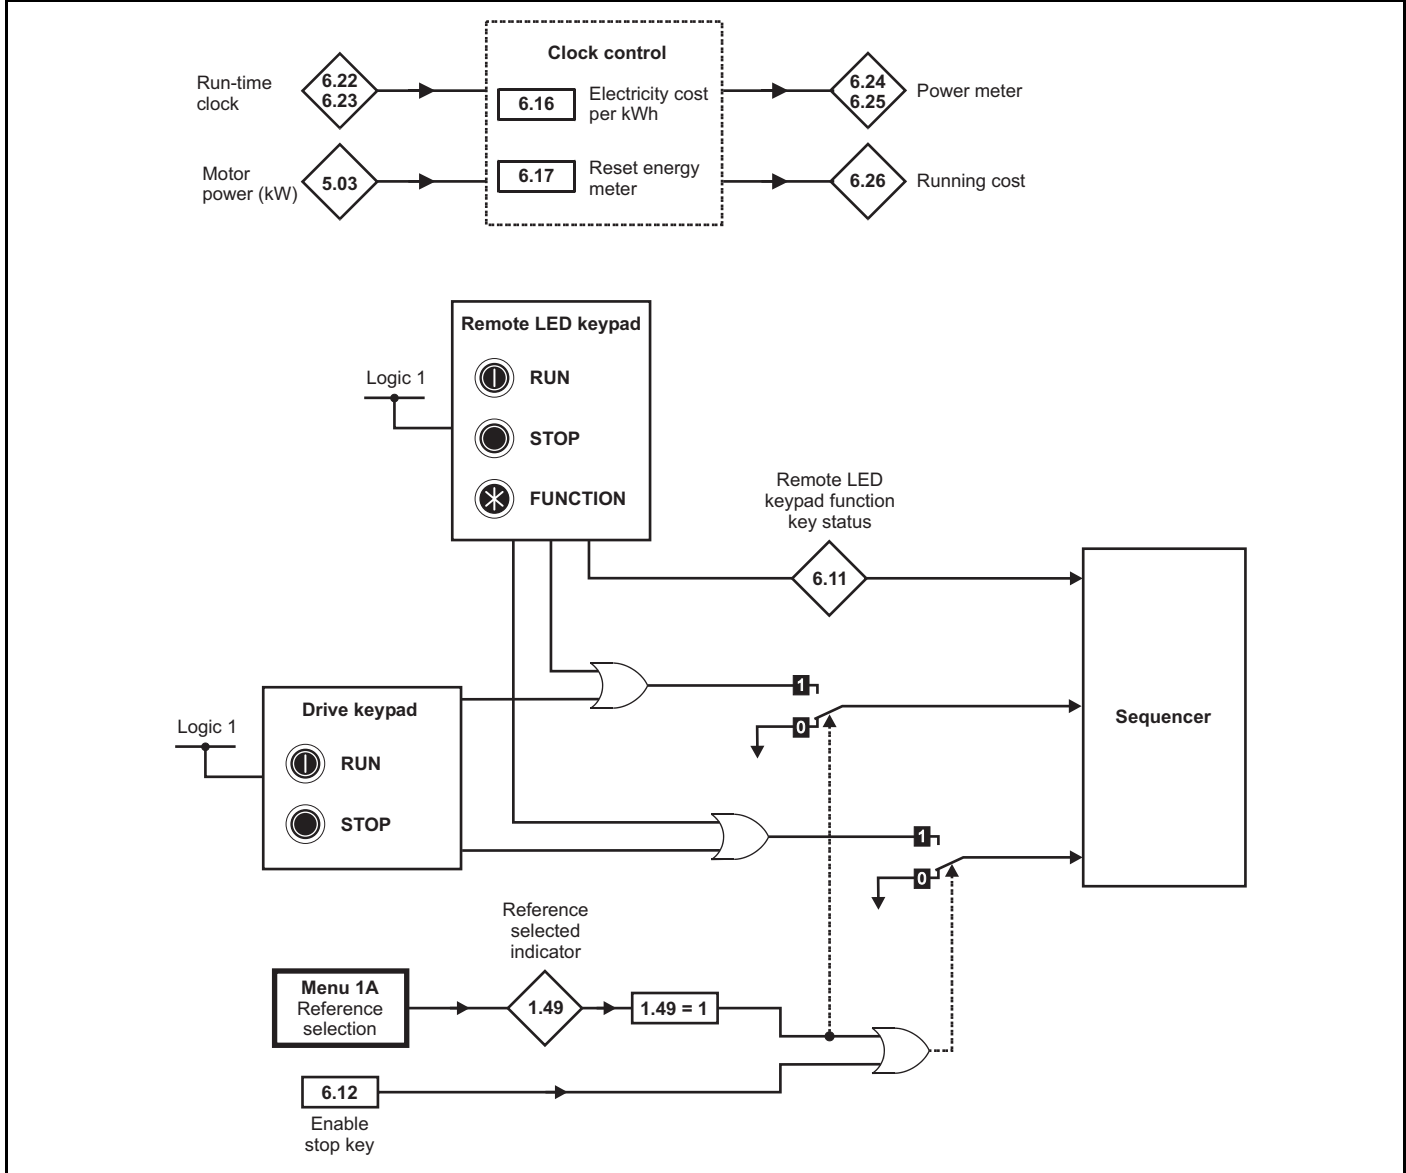 Clock control
Run-time
clock
6.22
6.23
6.16
Electricity cost
per kWh
6.24
6.25
Power meter
Motor
power (kW)
5.03
6.17
Reset energy
meter
6.26
Running cost
Remote LED keypad
Logic 1
RUN
STOP
FUNCTION
Remote LED
keypad function
key status
6.11
Drive keypad
Logic 1
RUN
STOP
1
0
Sequencer
1
0
Reference
selected
indicator
Menu 1A
Reference
selection
1.49
1.49 = 1
6.12
Enable
stop key